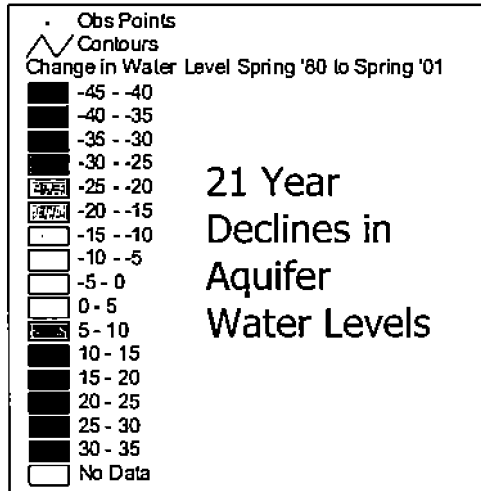 Obs Points
Contours
Change in Water Level Spring '80 to Spring '01
-45 - -40
-40 - -35
-35 - -30
-30 - -25
-25 - -20
-20 - -15
-15 - -10
-10 - -5
-5 - 0
0 - 5
5 - 10
10 - 15
15 - 20
20 - 25
25 - 30
30 - 35
No Data
21 Year
Declines in
Aquifer
Water Levels